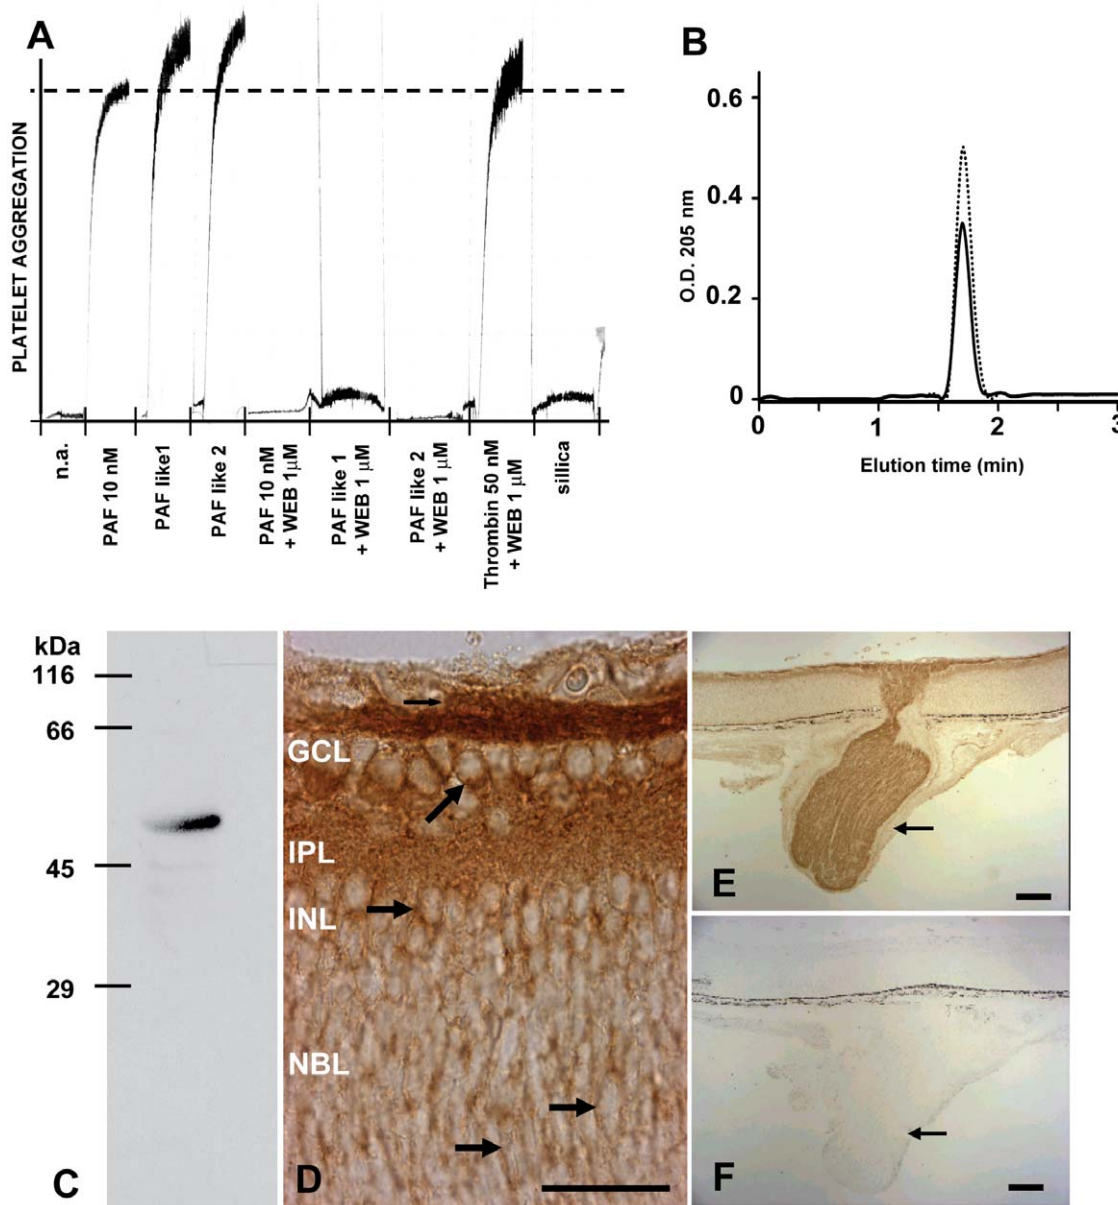 A
PLATELET AGGREGATION
n.a.
PAF 10 nM
PAF like1
PAF like 2
PAF 10 nM
+ WEB 1µM
PAF like 1
+ WEB 1 µM
PAF like 2
+ WEB 1 µM
Thrombin 50 nM
+ WEB 1 µM
sillica
B
O.D. 205 nm
0.6
0.4
0.2
0
0
1
2
3
Elution time (min)
kDa
116
66
45
29
C
GCL
IPL
INL
NBL
D
E
F